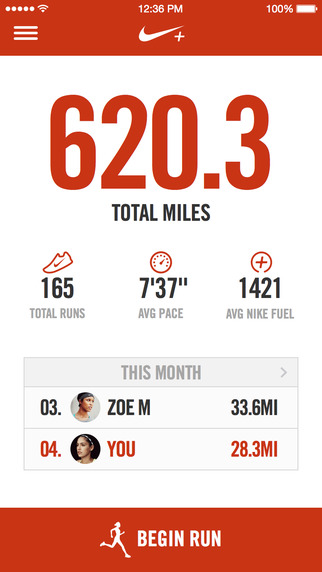 12:36 PM 100%
620.3
TOTAL MILES
165 7'37" 1421
TOTAL RUNS AVG PACE AVG NIKE FUEL
THIS MONTH
03. ZOE M 33.6MI
04. YOU 28.3MI
BEGIN RUN